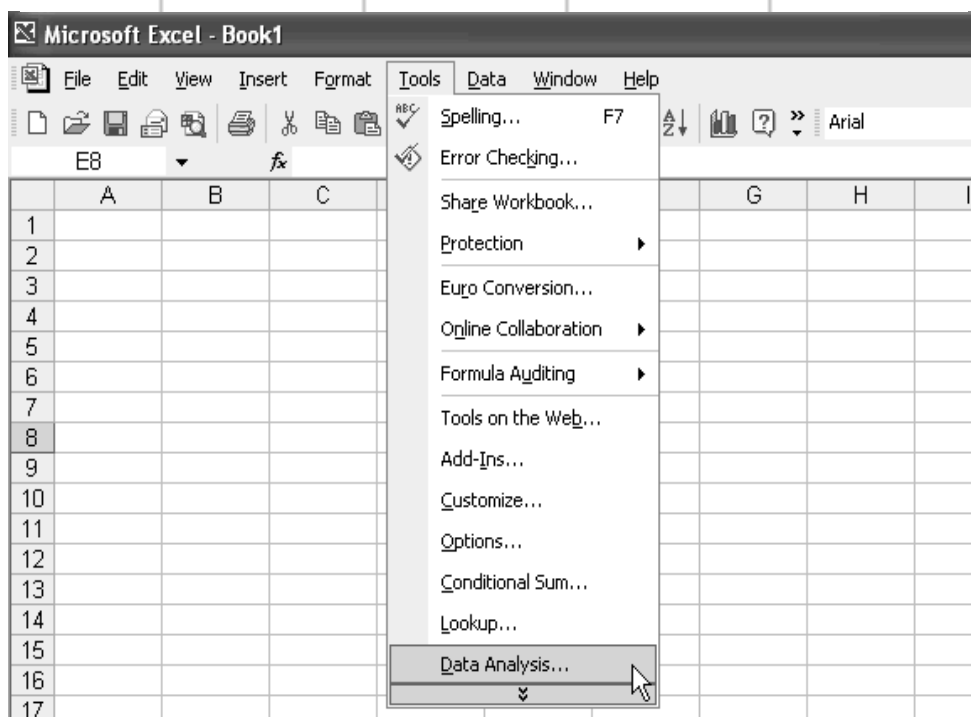 Microsoft Excel - Book1
File Edit View Insert Format Tools Data Window Help
Arial
E8 fx
A B C G H I
1
2
3
4
5
6
7
8
9
10
11
12
13
14
15
16
17
ABC Spelling... F7
Error Checking...
Share Workbook...
Protection
Euro Conversion...
Online Collaboration
Formula Auditing
Tools on the Web...
Add-Ins...
Customize...
Options...
Conditional Sum...
Lookup...
Data Analysis...
A
Z